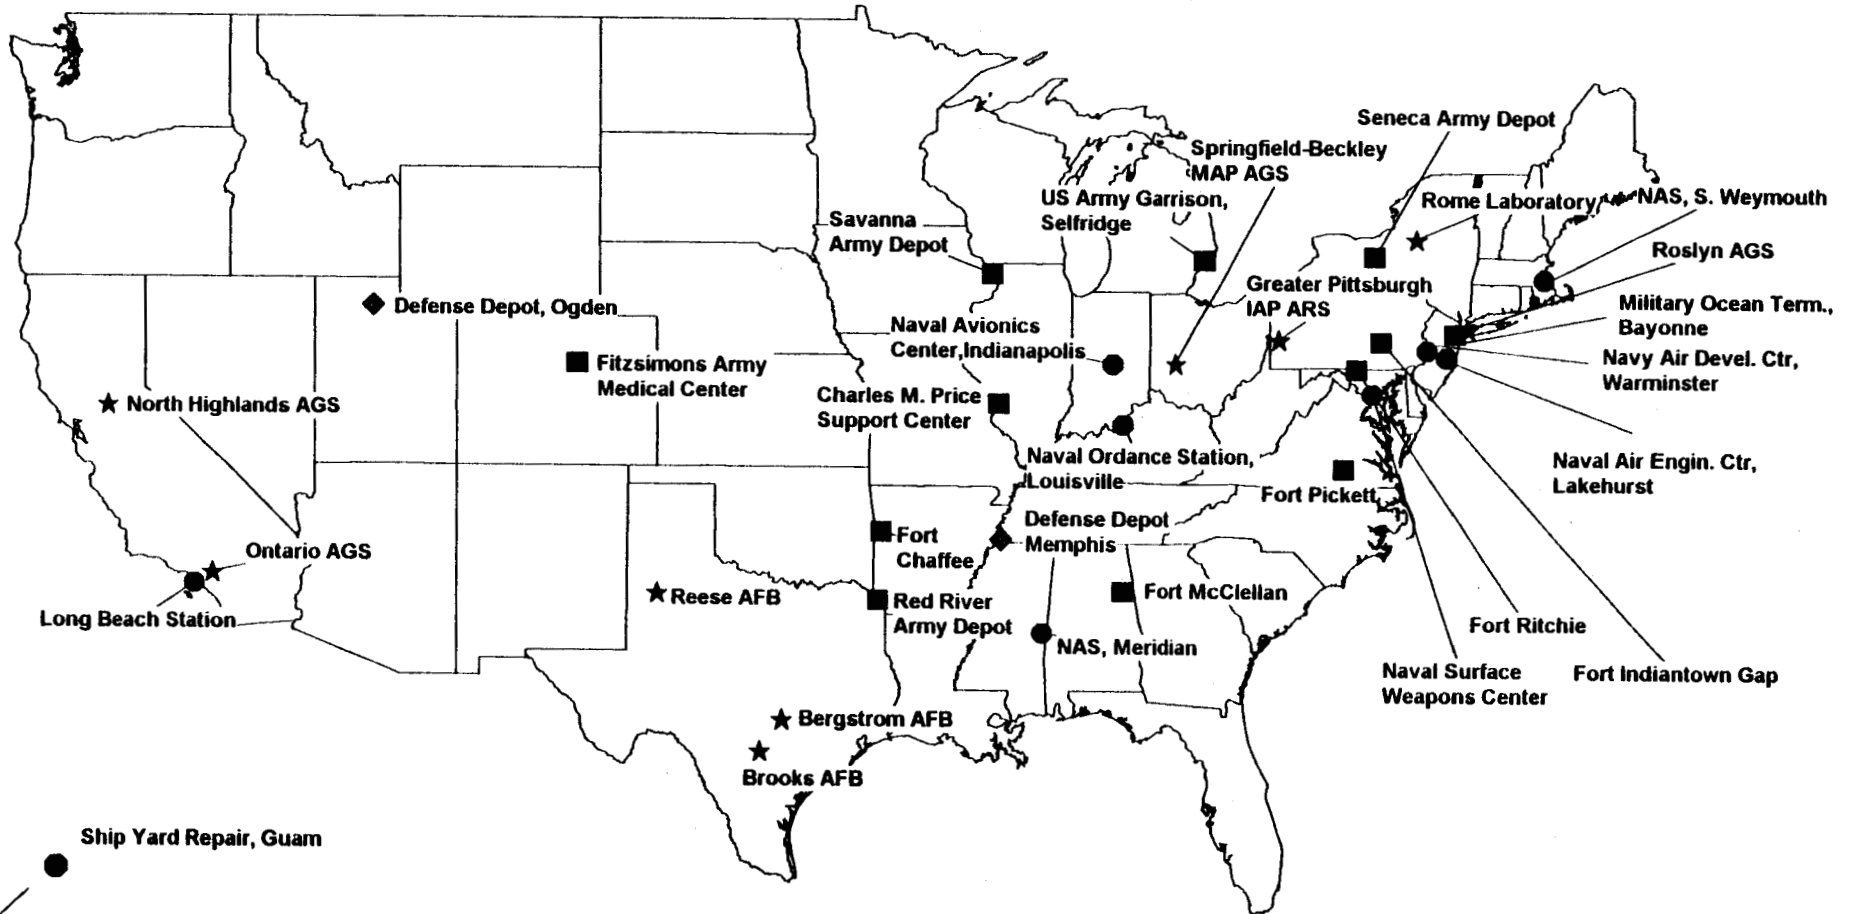 Seneca Army Depot
Springfield-Beckley
MAP AGS
US Army Garrison,
Selfridge
Rome Laboratory
NAS, S. Weymouth
Savanna
Army Depot
Roslyn AGS
Greater Pittsburgh
IAP ARS
Military Ocean Term.,
Bayonne
Defense Depot, Ogden
Naval Avionics
Center,Indianapolis
Navy Air Devel. Ctr,
Warminster
Fitzsimons Army
Medical Center
North Highlands AGS
Charles M. Price
Support Center
Naval Ordance Station,
Louisville
Naval Air Engin. Ctr,
Lakehurst
Fort Pickett
Defense Depot
Memphis
Fort
Chaffee
Ontario AGS
Long Beach Station
Reese AFB
Red River
Army Depot
Fort McClellan
NAS, Meridian
Fort Ritchie
Naval Surface
Weapons Center
Fort Indiantown Gap
Bergstrom AFB
Brooks AFB
Ship Yard Repair, Guam